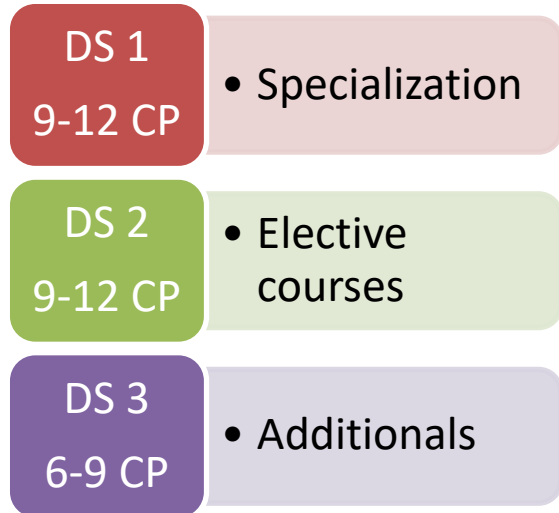 DS 1
9-12 CP
• Specialization
DS 2
9-12 CP
• Elective
courses
DS 3
6-9 CP
• Additionals